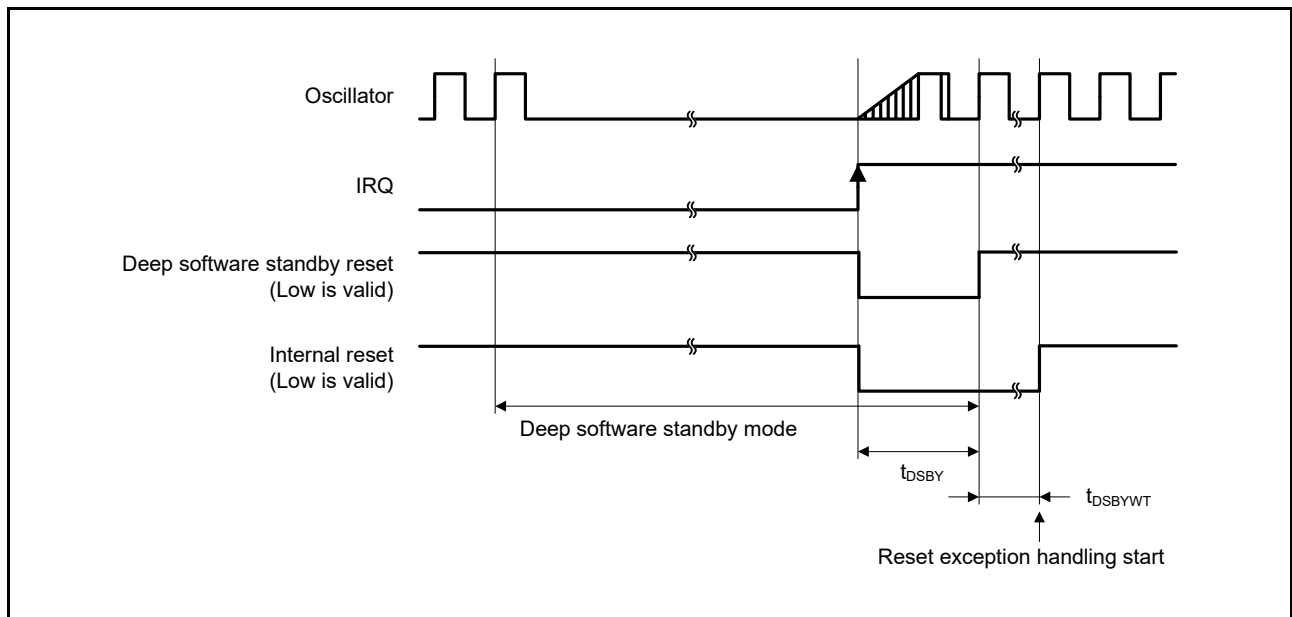 Oscillator
IRQ
Deep software standby reset
(Low is valid)
Internal reset
(Low is valid)
Deep software standby mode
tDSBY
tDSBYWT
Reset exception handling start